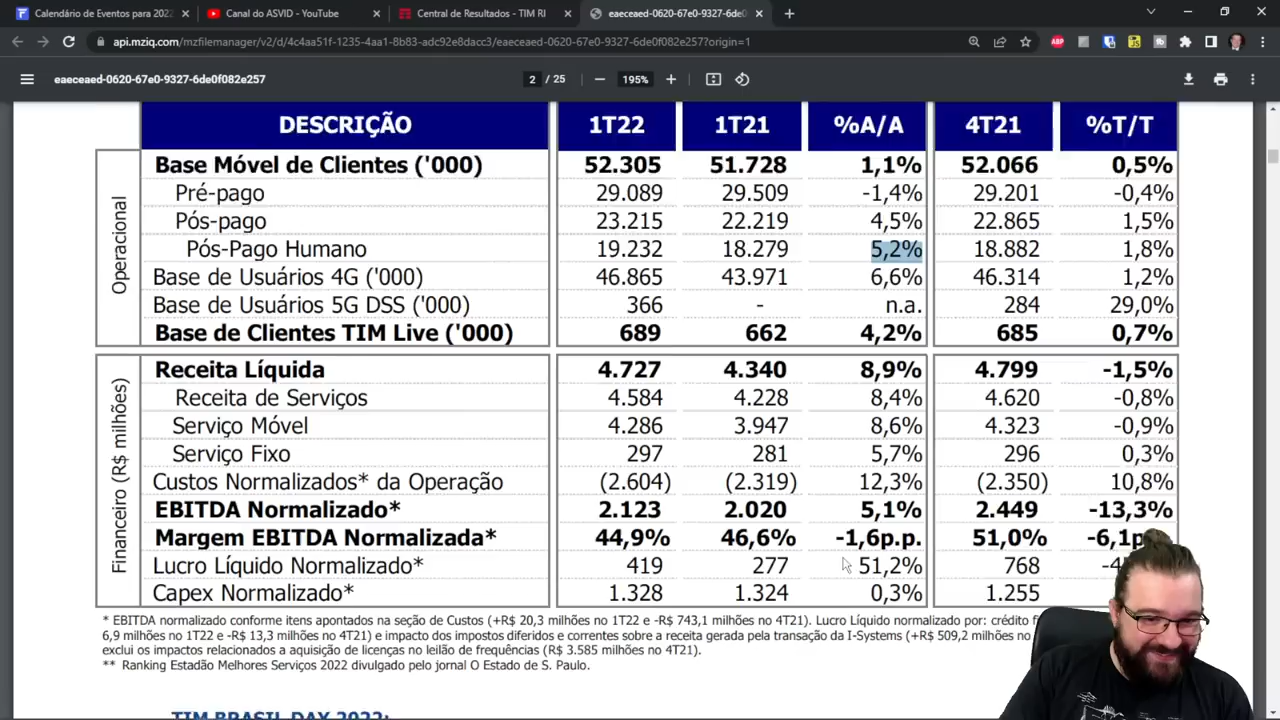 Calendário de Eventos para 2022
Canal do ASVID - YouTube
Central de Resultados - TIM RI
eaeceaed-0620-67e0-9327-6de0f0
api.mziq.com/mzfilemanager/v2/d/4c4aa51f-1235-4aa1-8b83-adc92e8dacc3/eaeceaed-0620-67e0-9327-6de0f082e257?origin=1
eaeceaed-0620-67e0-9327-6de0f082e257
2 / 25
195%
DESCRIÇÃO 1T22 1T21 %A/A 4T21 %T/T
Operacional
Base Móvel de Clientes ('000) 52.305 51.728 1,1% 52.066 0,5%
Pré-pago 29.089 29.509 -1,4% 29.201 -0,4%
Pós-pago 23.215 22.219 4,5% 22.865 1,5%
Pós-Pago Humano 19.232 18.279 5,2% 18.882 1,8%
Base de Usuários 4G ('000) 46.865 43.971 6,6% 46.314 1,2%
Base de Usuários 5G DSS ('000) 366 - n.a. 284 29,0%
Base de Clientes TIM Live ('000) 689 662 4,2% 685 0,7%
Financeiro (R$ milhões)
Receita Líquida 4.727 4.340 8,9% 4.799 -1,5%
Receita de Serviços 4.584 4.228 8,4% 4.620 -0,8%
Serviço Móvel 4.286 3.947 8,6% 4.323 -0,9%
Serviço Fixo 297 281 5,7% 296 0,3%
Custos Normalizados* da Operação (2.604) (2.319) 12,3% (2.350) 10,8%
EBITDA Normalizado* 2.123 2.020 5,1% 2.449 -13,3%
Margem EBITDA Normalizada* 44,9% 46,6% -1,6p.p. 51,0% -6,1p
Lucro Líquido Normalizado* 419 277 51,2% 768 -4
Capex Normalizado* 1.328 1.324 0,3% 1.255
* EBITDA normalizado conforme itens apontados na seção de Custos (+R$ 20,3 milhões no 1T22 e -R$ 743,1 milhões no 4T21). Lucro Líquido normalizado por: crédito f
6,9 milhões no 1T22 e -R$ 13,3 milhões no 4T21) e impacto dos impostos diferidos e correntes sobre a receita gerada pela transação da I-Systems (+R$ 509,2 milhões no
exclui os impactos relacionados a aquisição de licenças no leilão de frequências (R$ 3.585 milhões no 4T21).
** Ranking Estadão Melhores Serviços 2022 divulgado pelo jornal O Estado de S. Paulo.
TIM BRASIL DAY 2022: